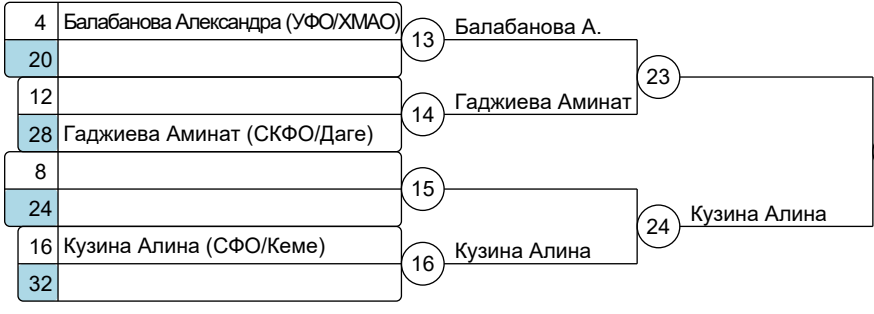 4 Балабанова Александра (УФО/ХМАО)
20
12
28 Гаджиева Аминат (СКФО/Даге)
8
24
16 Кузина Алина (СФО/Кеме)
32
13 Балабанова А.
14 Гаджиева Аминат
15
16 Кузина Алина
23
24 Кузина Алина